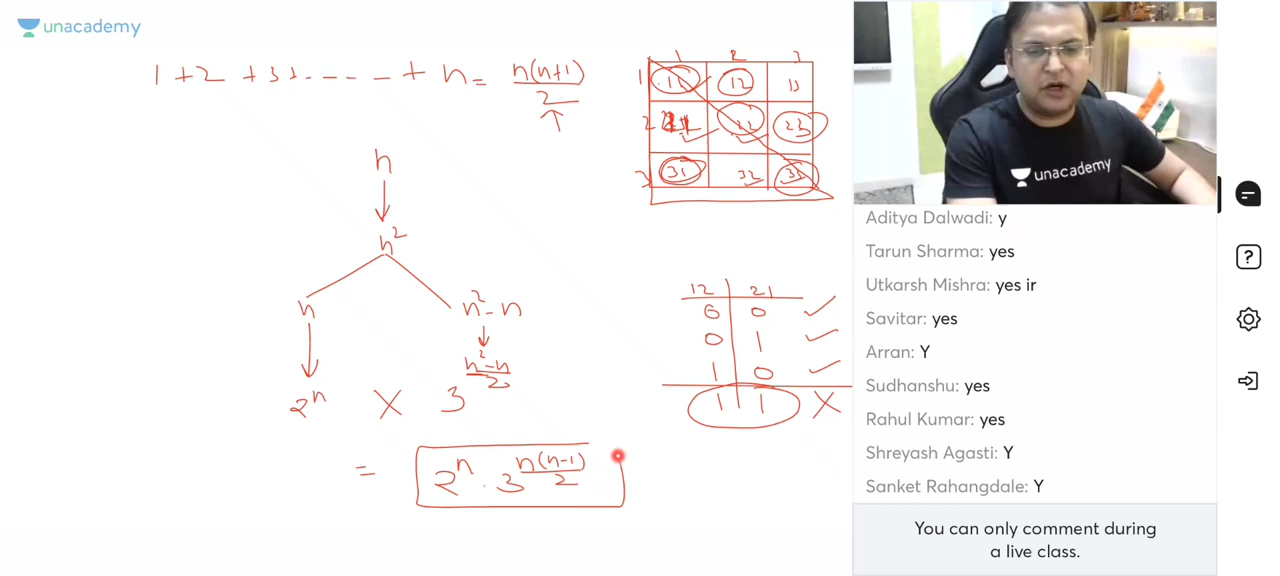 unacademy
1 + 2 + 3 + ------ + n = n(n+1)/2
n
n²
n n² - n
(n² - n)/2
2ⁿ X 3
= 2ⁿ . 3^(n(n-1)/2)
1 2 3
1 11 12 13
2 22 23
3 31 32 33
12 21
0 0 ✓
0 1 ✓
1 0 ✓
1 1 X
unacademy
Aditya Dalwadi: y
Tarun Sharma: yes
Utkarsh Mishra: yes ir
Savitar: yes
Arran: Y
Sudhanshu: yes
Rahul Kumar: yes
Shreyash Agasti: Y
Sanket Rahangdale: Y
You can only comment during
a live class.
?